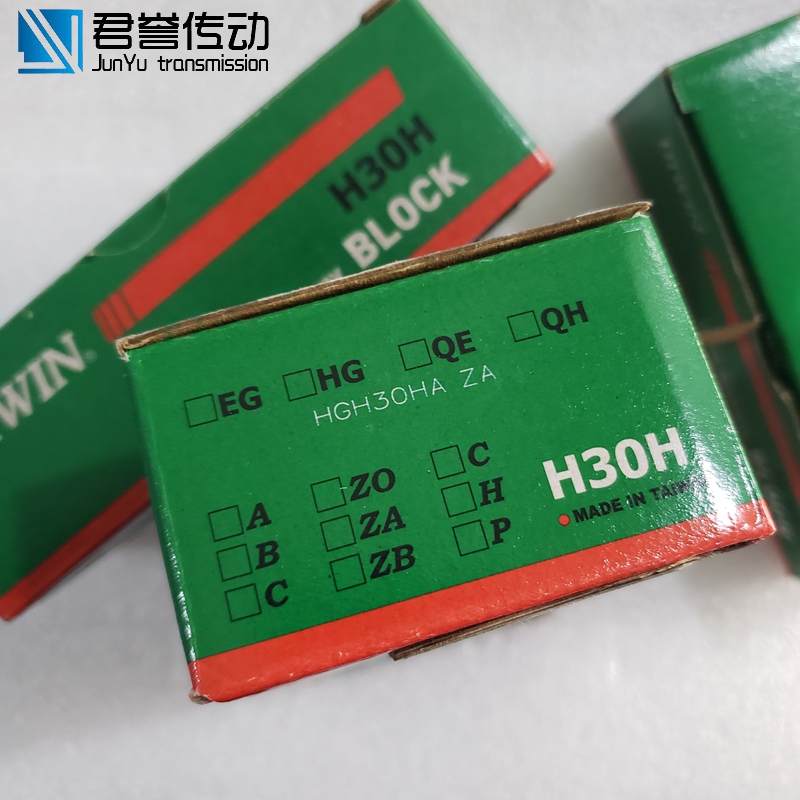 君誉传动
JunYu transmission
H30H
BLOCK
WIN®
EG HG QE QH
HGH30HA ZA
A ZO C
B ZA H
C ZB P
H30H
MADE IN TAIWAN